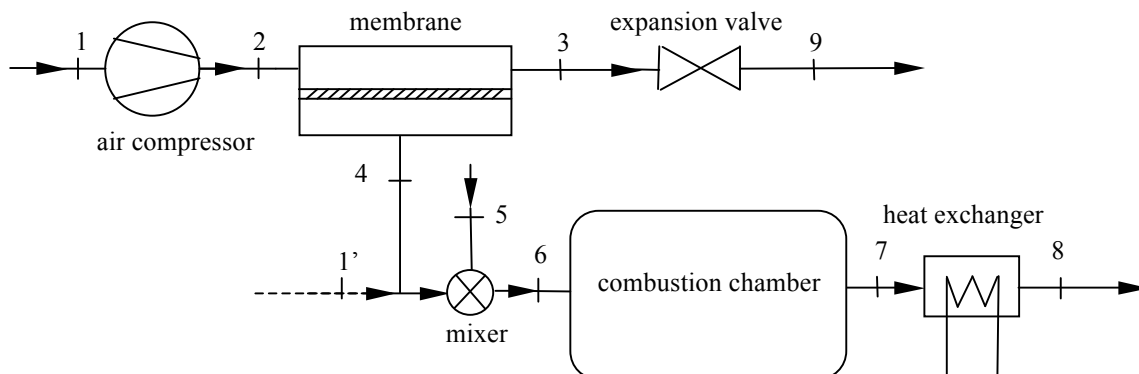 membrane
expansion valve
1
2
3
9
air compressor
4
5
heat exchanger
1’
6
7
8
combustion chamber
mixer